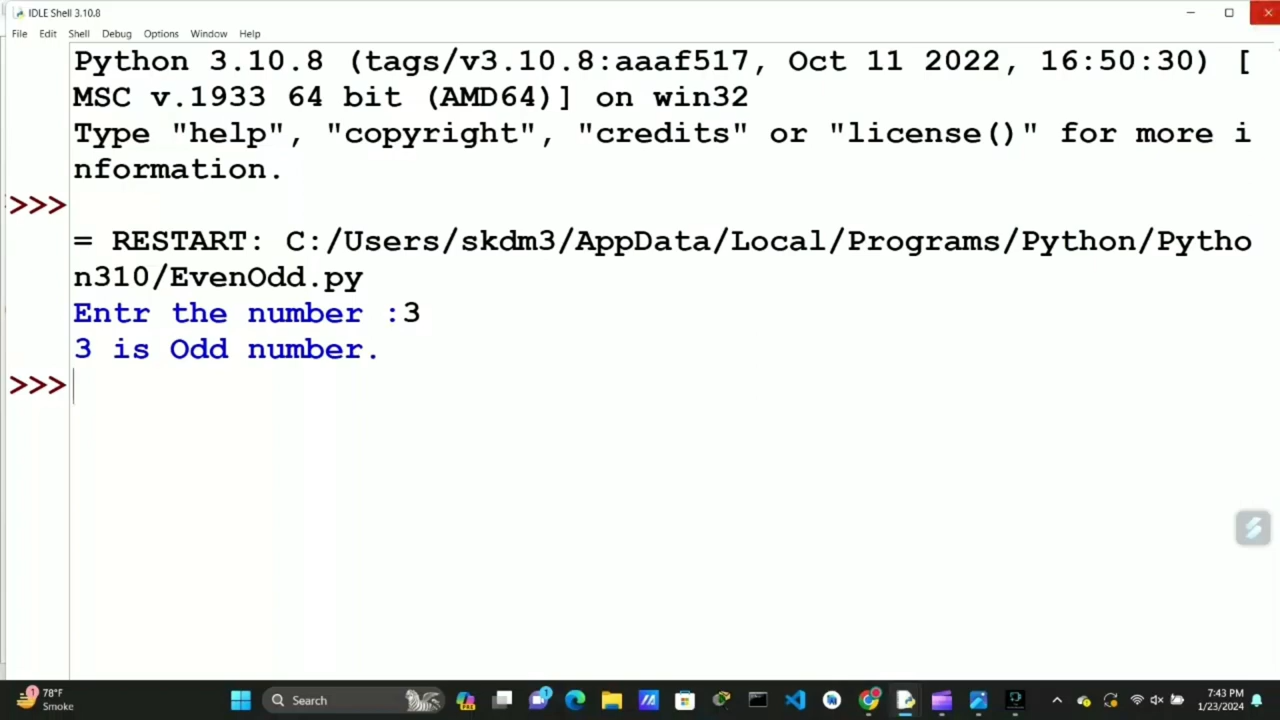 IDLE Shell 3.10.8
File Edit Shell Debug Options Window Help
Python 3.10.8 (tags/v3.10.8:aaaf517, Oct 11 2022, 16:50:30) [
MSC v.1933 64 bit (AMD64)] on win32
Type "help", "copyright", "credits" or "license()" for more i
nformation.
>>>
= RESTART: C:/Users/skdm3/AppData/Local/Programs/Python/Pytho
n310/EvenOdd.py
Entr the number :3
3 is Odd number.
>>>
1
78°F
Smoke
Search
1
7:43 PM
1/23/2024